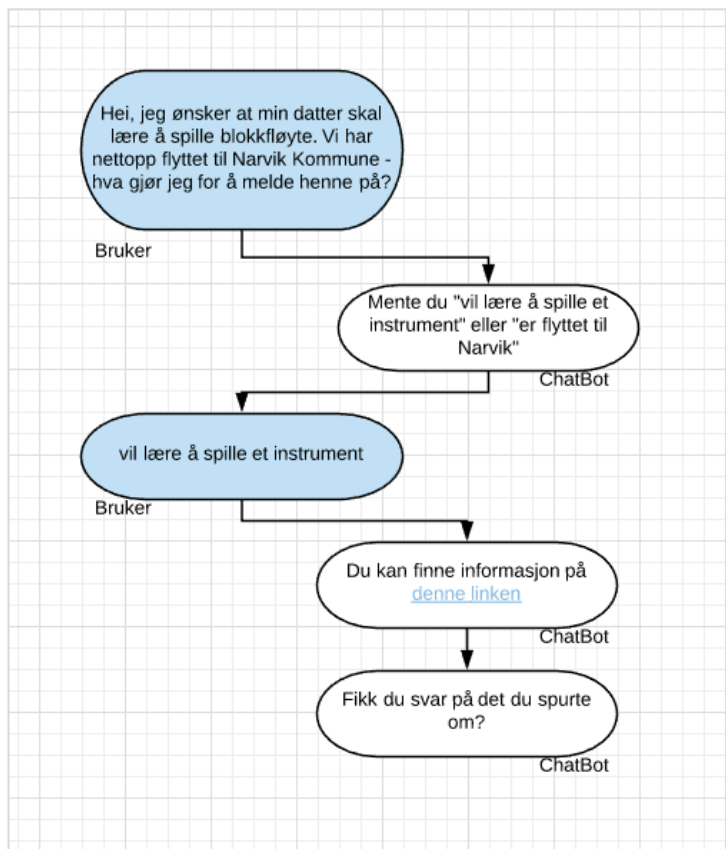 Hei, jeg ønsker at min datter skal
lære å spille blokkfløyte. Vi har
nettopp flyttet til Narvik Kommune -
hva gjør jeg for å melde henne på?
Bruker
Mente du "vil lære å spille et
instrument" eller "er flyttet til
Narvik"
ChatBot
vil lære å spille et instrument
Bruker
Du kan finne informasjon på
denne linken
ChatBot
Fikk du svar på det du spurte
om?
ChatBot